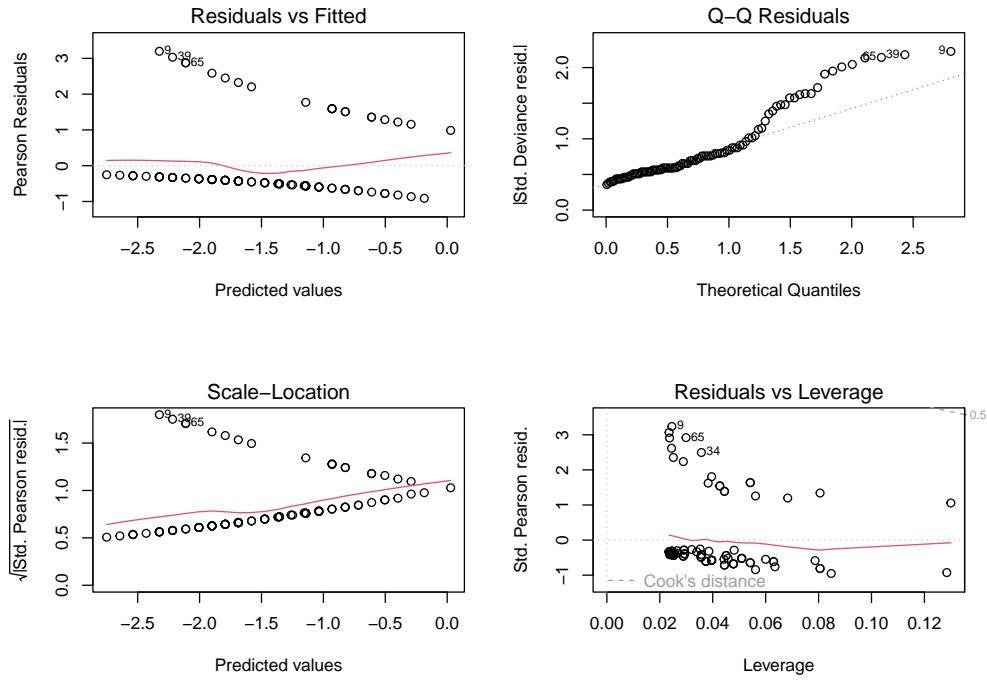 Residuals vs Fitted
Pearson Residuals
3
2
1
0
−1
9
39
65
−2.5 −2.0 −1.5 −1.0 −0.5 0.0
Predicted values
Q−Q Residuals
|Std. Deviance resid.|
2.0
1.0
0.0
65
39
9
0.0 0.5 1.0 1.5 2.0 2.5
Theoretical Quantiles
Scale−Location
√|Std. Pearson resid.|
1.5
1.0
0.5
0.0
9
39
65
−2.5 −2.0 −1.5 −1.0 −0.5 0.0
Predicted values
Residuals vs Leverage
Std. Pearson resid.
3
2
1
0
−1
9
65
34
0.5
Cook's distance
0.00 0.02 0.04 0.06 0.08 0.10 0.12
Leverage